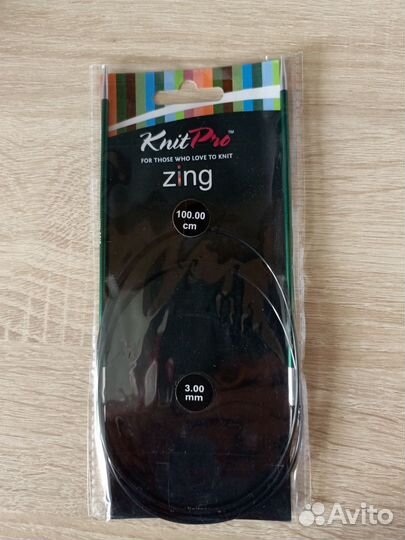 KnitPro™
FOR THOSE WHO LOVE TO KNIT
zing
100.00
cm
3.00
mm
Avito